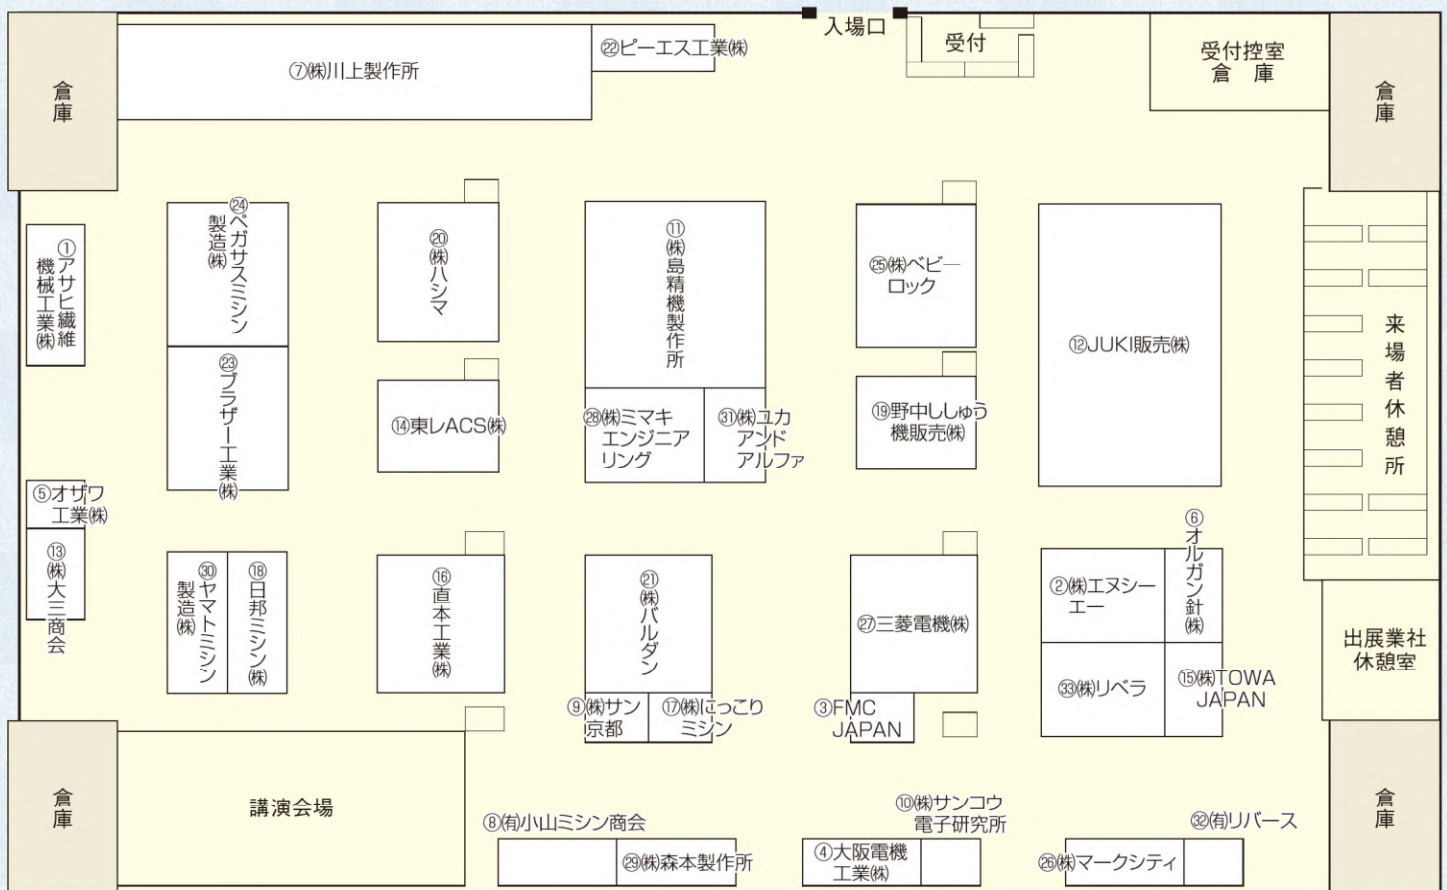 入場口
受付
受付控室
倉　庫
倉庫
倉庫
⑦㈱川上製作所
㉒ピーエス工業㈱
①アサヒ繊維
機械工業㈱
㉔ペガサスミシン
製造㈱
⑳㈱ハシマ
⑪㈱島精機製作所
㉕㈱ベビー
ロック
⑫JUKI販売㈱
来場者休憩所
㉓ブラザー工業㈱
⑭東レACS㈱
㉘㈱ミマキ
エンジニア
リング
㉛㈱ユカ
アンド
アルファ
⑲野中ししゅう
機販売㈱
⑤オザワ
工業㈱
⑬㈱大三商会
㉚ヤマトミシン
製造㈱
⑱日邦ミシン㈱
⑯直本工業㈱
㉑㈱バルダン
㉗三菱電機㈱
②㈱エヌシー
エー
⑥オルガン針㈱
出展業社
休憩室
⑨㈱サン
京都
⑰㈱にっこり
ミシン
③FMC
JAPAN
㉝㈱リベラ
⑮㈱TOWA
JAPAN
倉庫
講演会場
⑧㈲小山ミシン商会
㉙㈱森本製作所
④大阪電機
工業㈱
⑩㈱サンコウ
電子研究所
㉖㈱マークシティ
㉜㈲リバース
倉庫